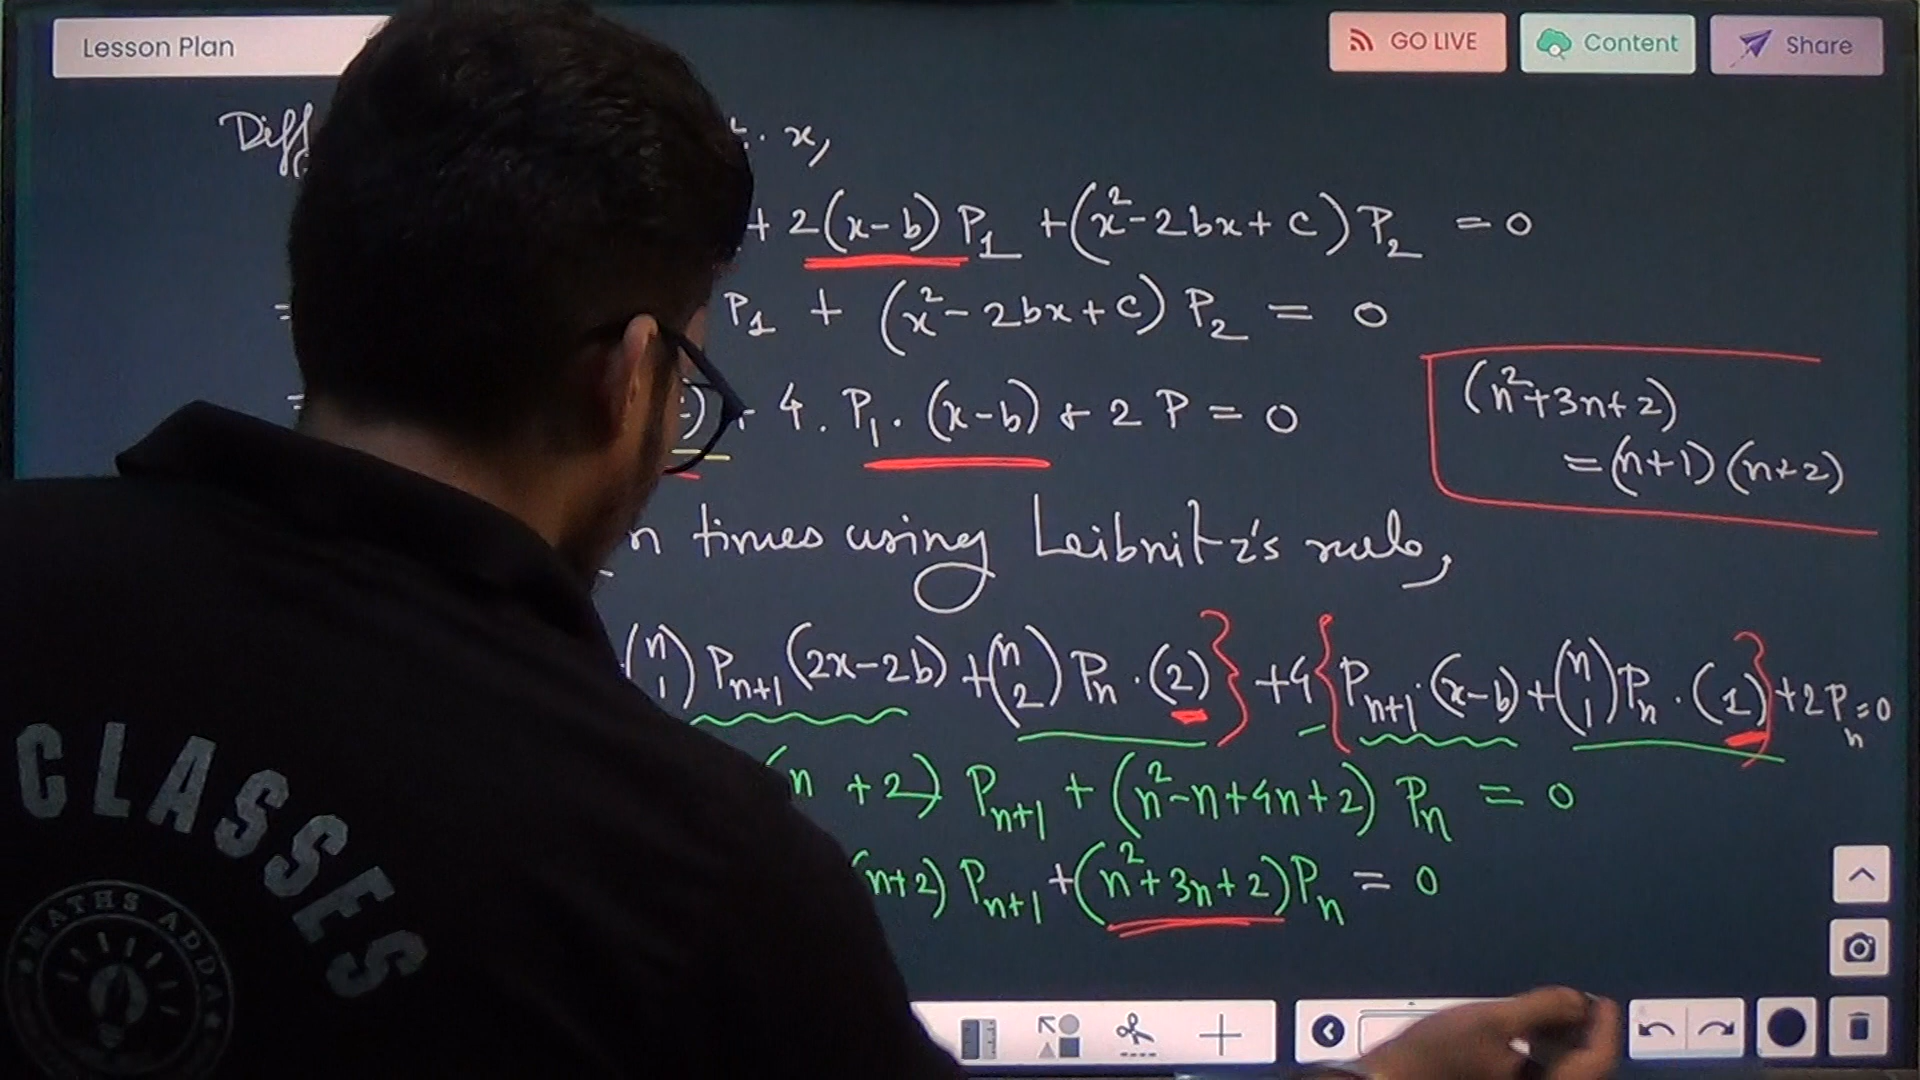 Lesson Plan
GO LIVE
Content
Share
Diff . x,
+ 2(x-b) P₁ + (x²-2bx+c) P₂ = 0
P₁ + (x²-2bx+c) P₂ = 0
4. P₁. (x-b) + 2 P = 0
(n²+3n+2)
=(n+1)(n+2)
n times using Leibnitz's rule,
(n 1) Pₙ₊₁ (2x-2b) + (n 2) Pₙ . (2)} +4{Pₙ₊₁.(x-b) + (n 1) Pₙ . (1)} +2Pₙ=0
(n +2) Pₙ₊₁ + (n²-n+4n+2) Pₙ = 0
(n+2) Pₙ₊₁ + (n²+3n+2)Pₙ = 0
CLASSES
MATHS ADDA